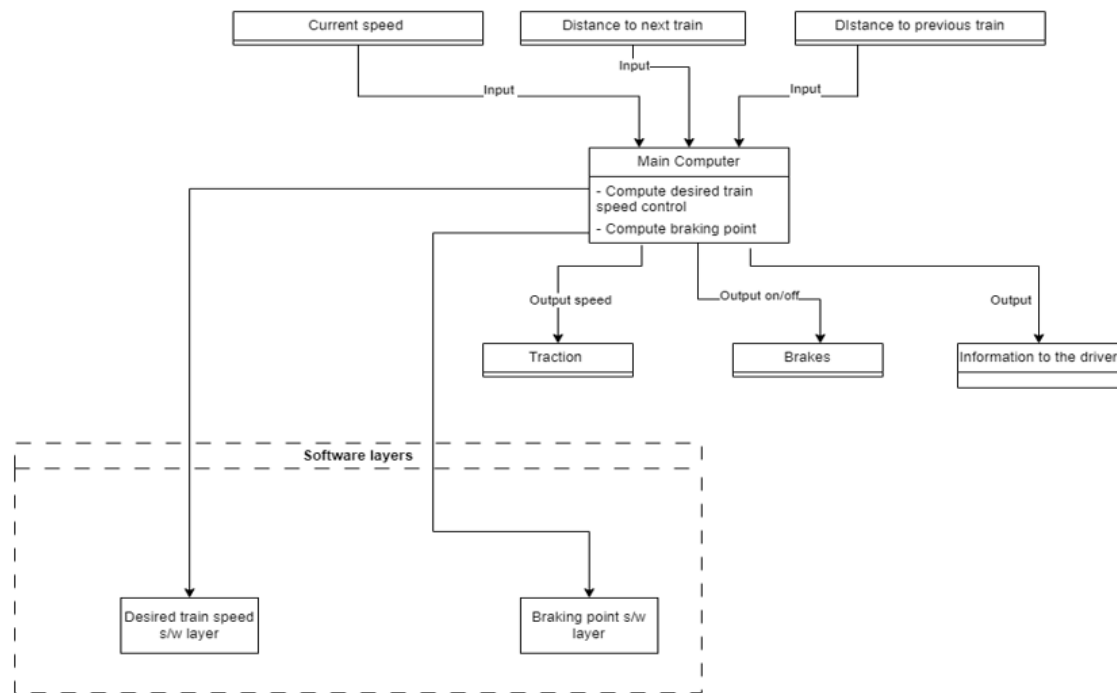 Current speed
Distance to next train
DIstance to previous train
Input
Input
Input
Main Computer
- Compute desired train
speed control
- Compute braking point
Output speed
Output on/off
Output
Traction
Brakes
Information to the driver
Software layers
Desired train speed
s/w layer
Braking point s/w
layer